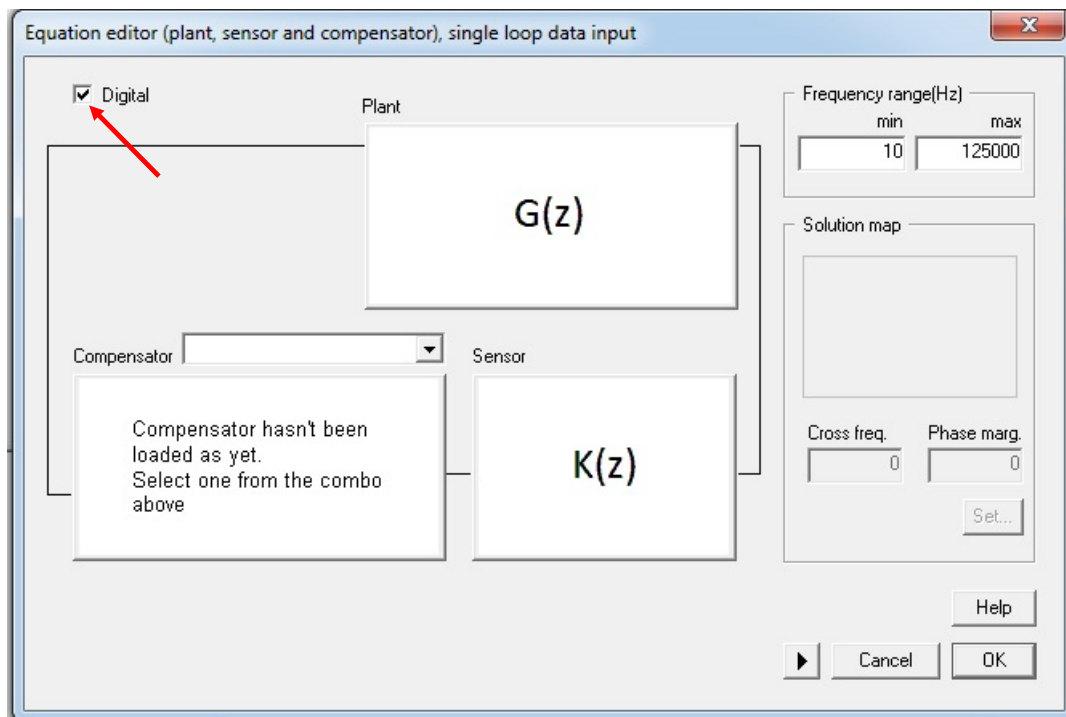 Equation editor (plant, sensor and compensator), single loop data input
Digital
Plant
G(z)
Frequency range(Hz)
min max
10 125000
Solution map
Compensator
Sensor
Compensator hasn't been
loaded as yet.
Select one from the combo
above
K(z)
Cross freq. Phase marg.
0 0
Set...
Help
Cancel
OK